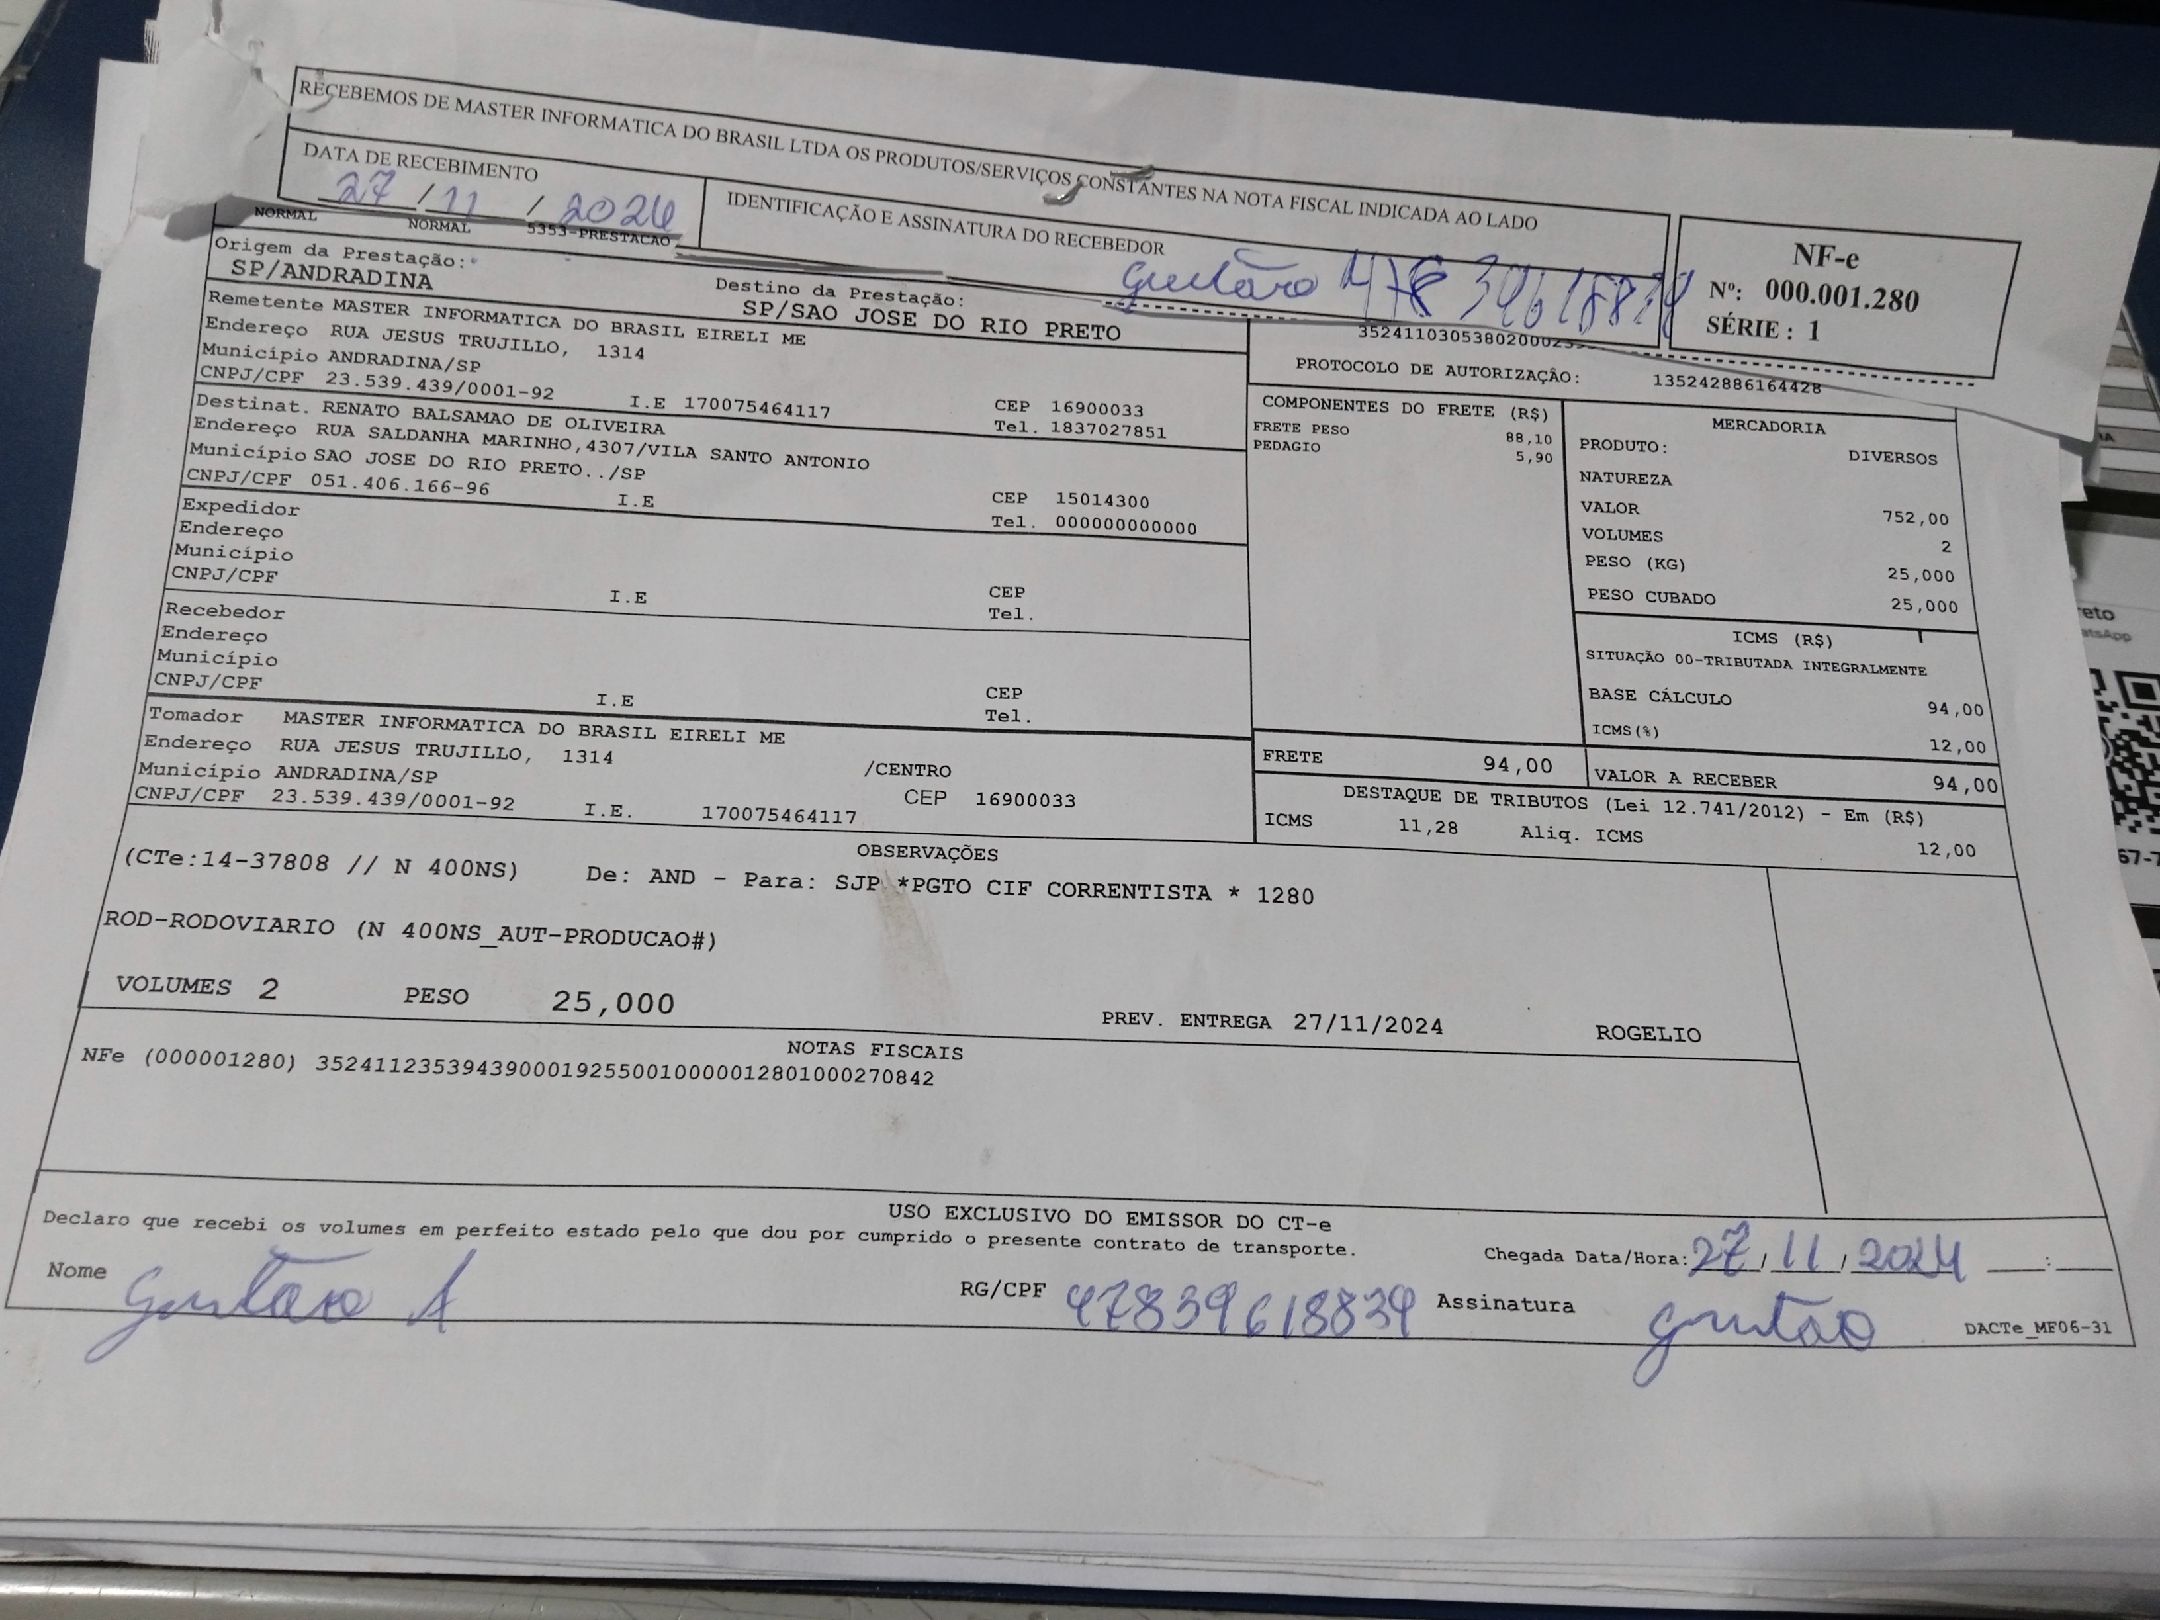 RECEBEMOS DE MASTER INFORMATICA DO BRASIL LTDA OS PRODUTOS/SERVIÇOS CONSTANTES NA NOTA FISCAL INDICADA AO LADO
DATA DE RECEBIMENTO
27 / 11 / 2024
IDENTIFICAÇÃO E ASSINATURA DO RECEBEDOR
NF-e
Nº: 000.001.280
SÉRIE : 1
NORMAL NORMAL 5353-PRESTACAO
Origem da Prestação:
SP/ANDRADINA
Destino da Prestação:
SP/SAO JOSE DO RIO PRETO
PROTOCOLO DE AUTORIZAÇÃO: 135242886164428
Remetente MASTER INFORMATICA DO BRASIL EIRELI ME
Endereço RUA JESUS TRUJILLO, 1314
Município ANDRADINA/SP CEP 16900033
CNPJ/CPF 23.539.439/0001-92 I.E 170075464117 Tel. 1837027851
Destinat. RENATO BALSAMAO DE OLIVEIRA
Endereço RUA SALDANHA MARINHO,4307/VILA SANTO ANTONIO
Município SAO JOSE DO RIO PRETO../SP CEP 15014300
CNPJ/CPF 051.406.166-96 I.E Tel. 000000000000
Expedidor
Endereço
Município CEP
CNPJ/CPF I.E Tel.
Recebedor
Endereço
Município CEP
CNPJ/CPF I.E Tel.
Tomador MASTER INFORMATICA DO BRASIL EIRELI ME
Endereço RUA JESUS TRUJILLO, 1314 /CENTRO
Município ANDRADINA/SP CEP 16900033
CNPJ/CPF 23.539.439/0001-92 I.E. 170075464117
COMPONENTES DO FRETE (R$)
FRETE PESO 88,10
PEDAGIO 5,90
MERCADORIA
PRODUTO: DIVERSOS
NATUREZA
VALOR 752,00
VOLUMES 2
PESO (KG) 25,000
PESO CUBADO 25,000
ICMS (R$)
SITUAÇÃO 00-TRIBUTADA INTEGRALMENTE
BASE CÁLCULO 94,00
ICMS(%) 12,00
FRETE 94,00 VALOR A RECEBER 94,00
DESTAQUE DE TRIBUTOS (Lei 12.741/2012) - Em (R$)
ICMS 11,28 Aliq. ICMS 12,00
OBSERVAÇÕES
(CTe:14-37808 // N 400NS) De: AND - Para: SJP *PGTO CIF CORRENTISTA * 1280
ROD-RODOVIARIO (N 400NS_AUT-PRODUCAO#)
VOLUMES 2 PESO 25,000 PREV. ENTREGA 27/11/2024 ROGELIO
NOTAS FISCAIS
NFe (000001280) 35241123539439000192550010000012801000270842
USO EXCLUSIVO DO EMISSOR DO CT-e
Declaro que recebi os volumes em perfeito estado pelo que dou por cumprido o presente contrato de transporte.
Chegada Data/Hora: 27/11/2024 :
Nome
RG/CPF 47839618839 Assinatura
DACTe_MF06-31